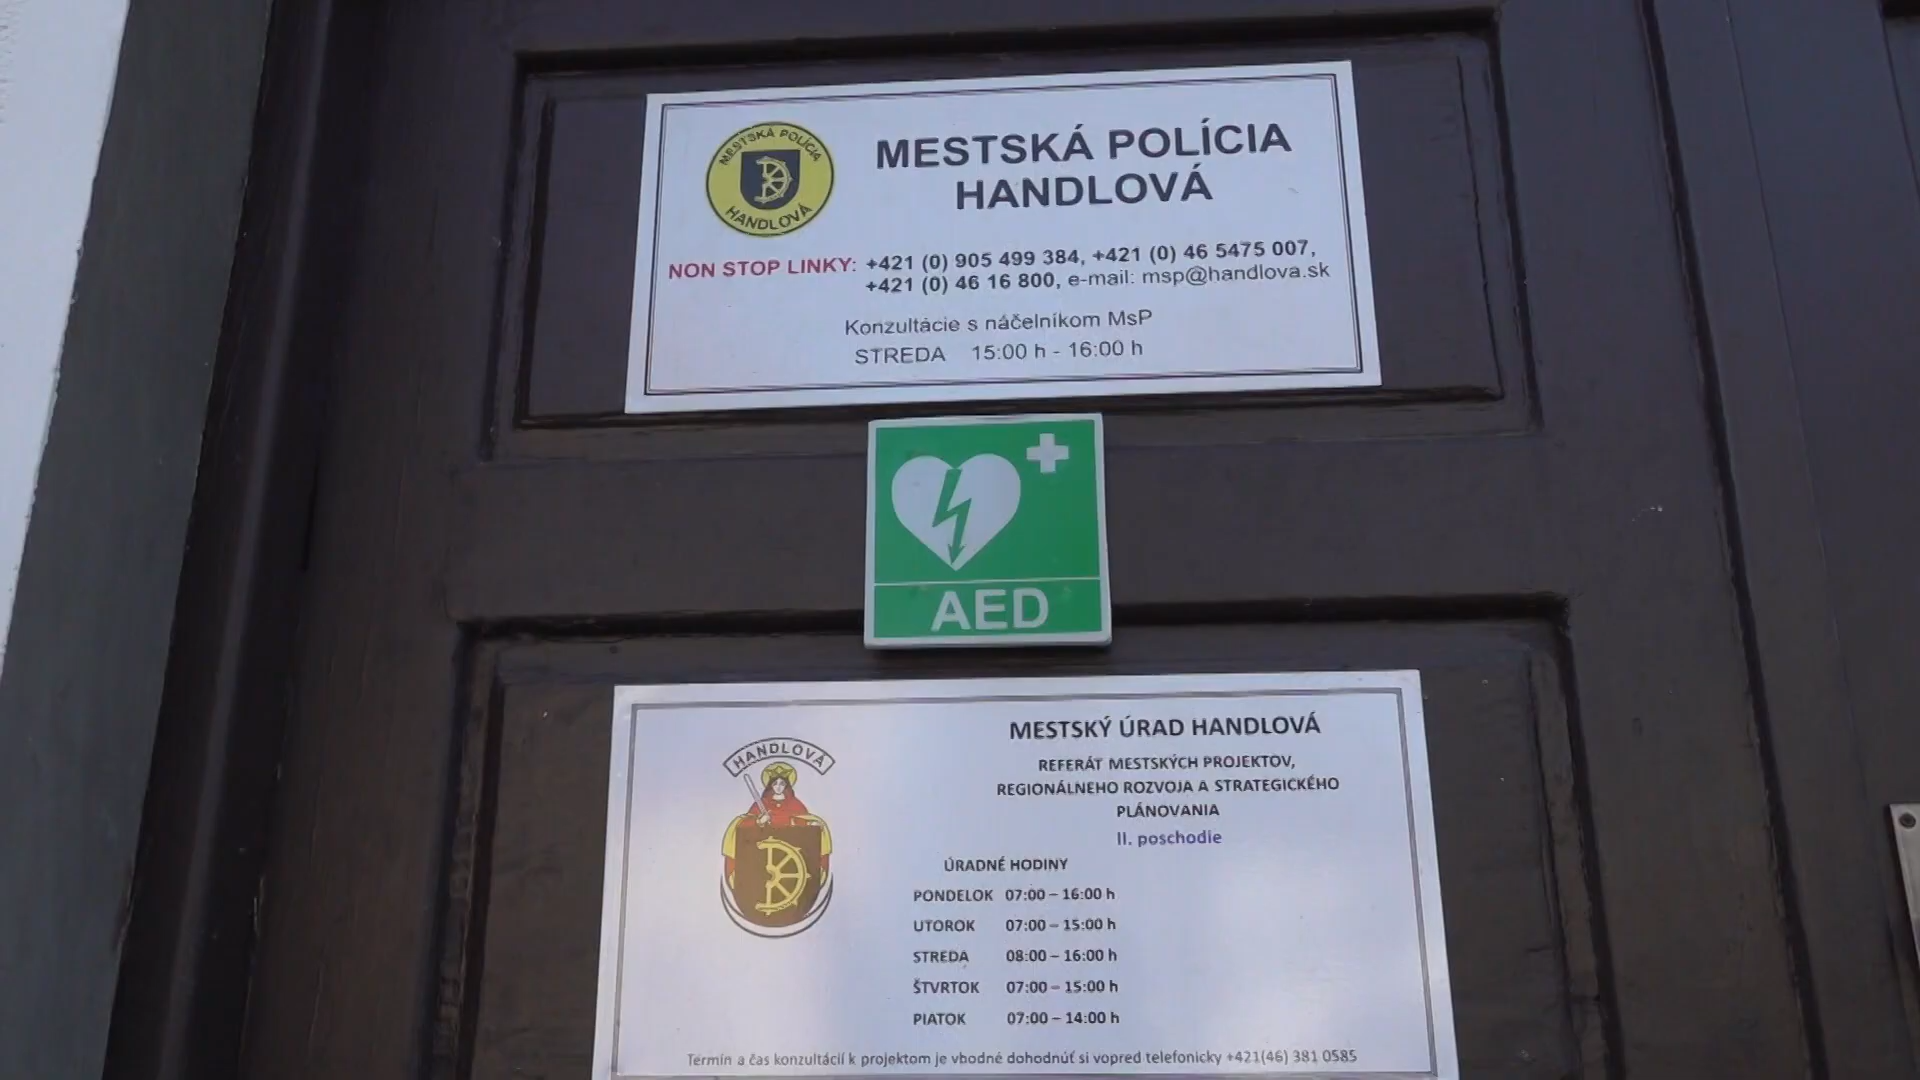 MESTSKÁ POLÍCIA
HANDLOVÁ
MESTSKÁ POLÍCIA
HANDLOVÁ
NON STOP LINKY: +421 (0) 905 499 384, +421 (0) 46 5475 007,
+421 (0) 46 16 800, e-mail: msp@handlova.sk
Konzultácie s náčelníkom MsP
STREDA 15:00 h - 16:00 h
AED
HANDLOVÁ
MESTSKÝ ÚRAD HANDLOVÁ
REFERÁT MESTSKÝCH PROJEKTOV,
REGIONÁLNEHO ROZVOJA A STRATEGICKÉHO
PLÁNOVANIA
II. poschodie
ÚRADNÉ HODINY
PONDELOK 07:00 – 16:00 h
UTOROK 07:00 – 15:00 h
STREDA 08:00 – 16:00 h
ŠTVRTOK 07:00 – 15:00 h
PIATOK 07:00 – 14:00 h
Termín a čas konzultácií k projektom je vhodné dohodnúť si vopred telefonicky +421(46) 381 0585